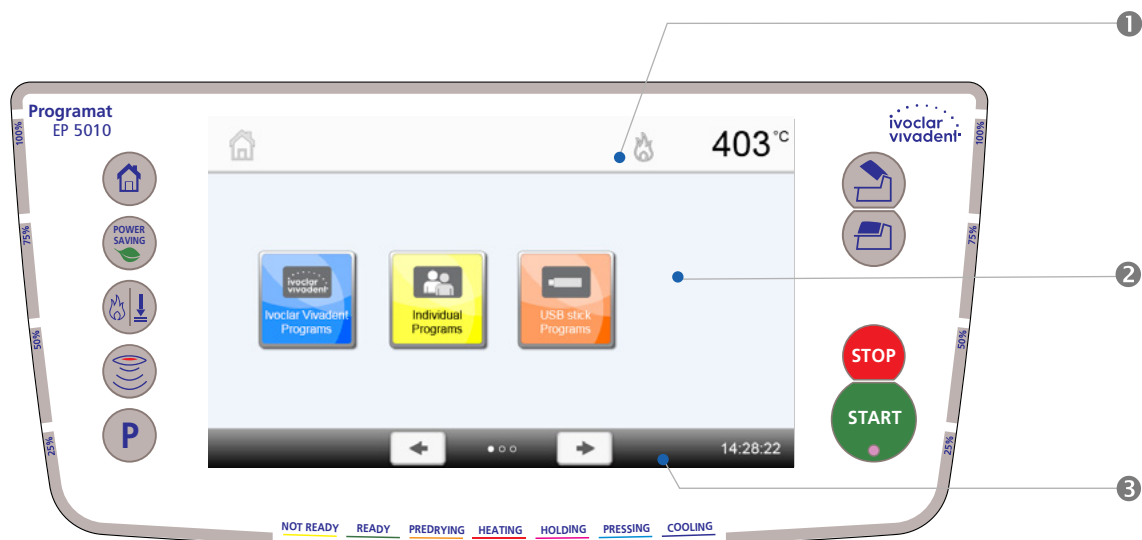 1
Programat
EP 5010
ivoclar
vivadent
100%
100%
403 °C
POWER
SAVING
75%
75%
ivoclar
vivadent
Ivoclar Vivadent
Programs
Individual
Programs
USB stick
Programs
2
50%
50%
STOP
P
START
25%
25%
14:28:22
3
NOT READY READY PREDRYING HEATING HOLDING PRESSING COOLING